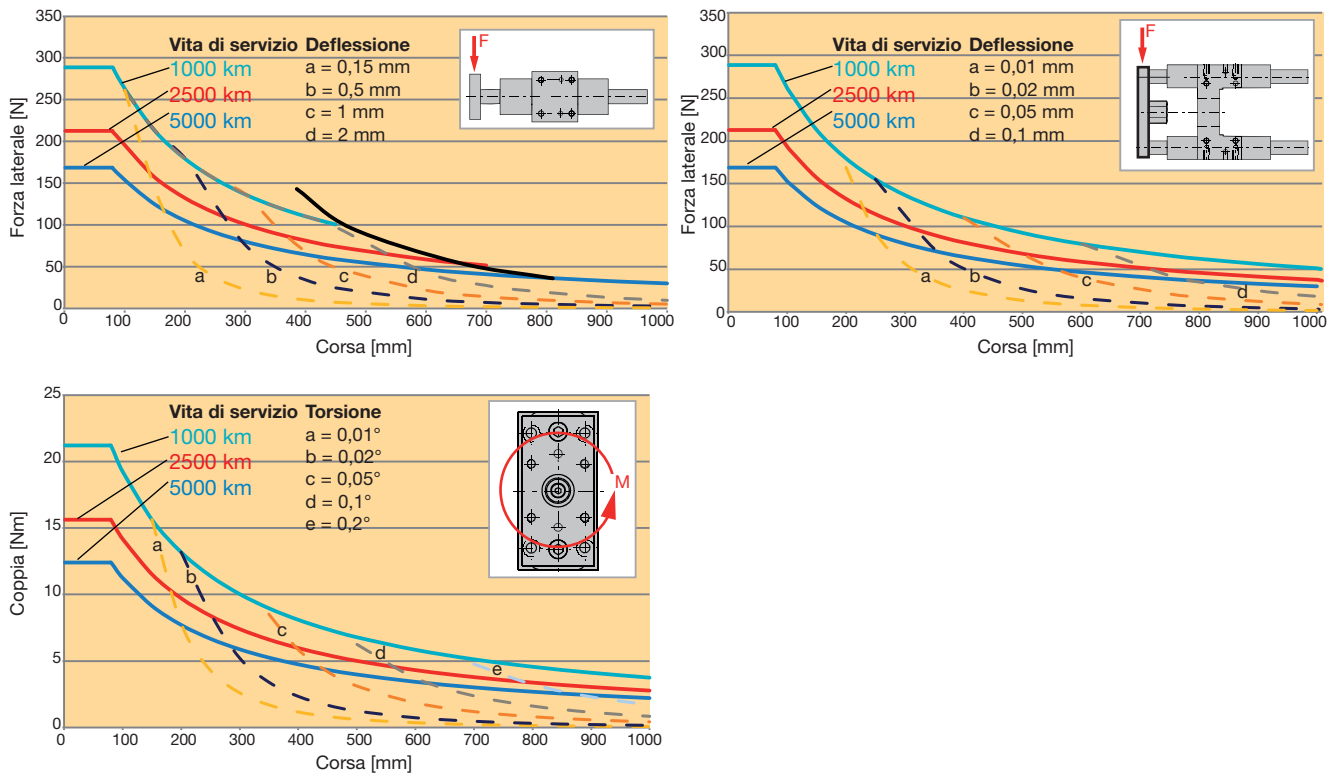 350
300
250
200
150
100
50
0
Forza laterale [N]
Vita di servizio Deflessione
1000 km
2500 km
5000 km
a = 0,15 mm
b = 0,5 mm
c = 1 mm
d = 2 mm
F
a
b
c
d
0 100 200 300 400 500 600 700 800 900 1000
Corsa [mm]
350
300
250
200
150
100
50
0
Forza laterale [N]
Vita di servizio Deflessione
1000 km
2500 km
5000 km
a = 0,01 mm
b = 0,02 mm
c = 0,05 mm
d = 0,1 mm
F
a
b
c
d
0 100 200 300 400 500 600 700 800 900 1000
Corsa [mm]
25
20
15
10
5
0
Coppia [Nm]
Vita di servizio Torsione
1000 km
2500 km
5000 km
a = 0,01°
b = 0,02°
c = 0,05°
d = 0,1°
e = 0,2°
M
a
b
c
d
e
0 100 200 300 400 500 600 700 800 900 1000
Corsa [mm]